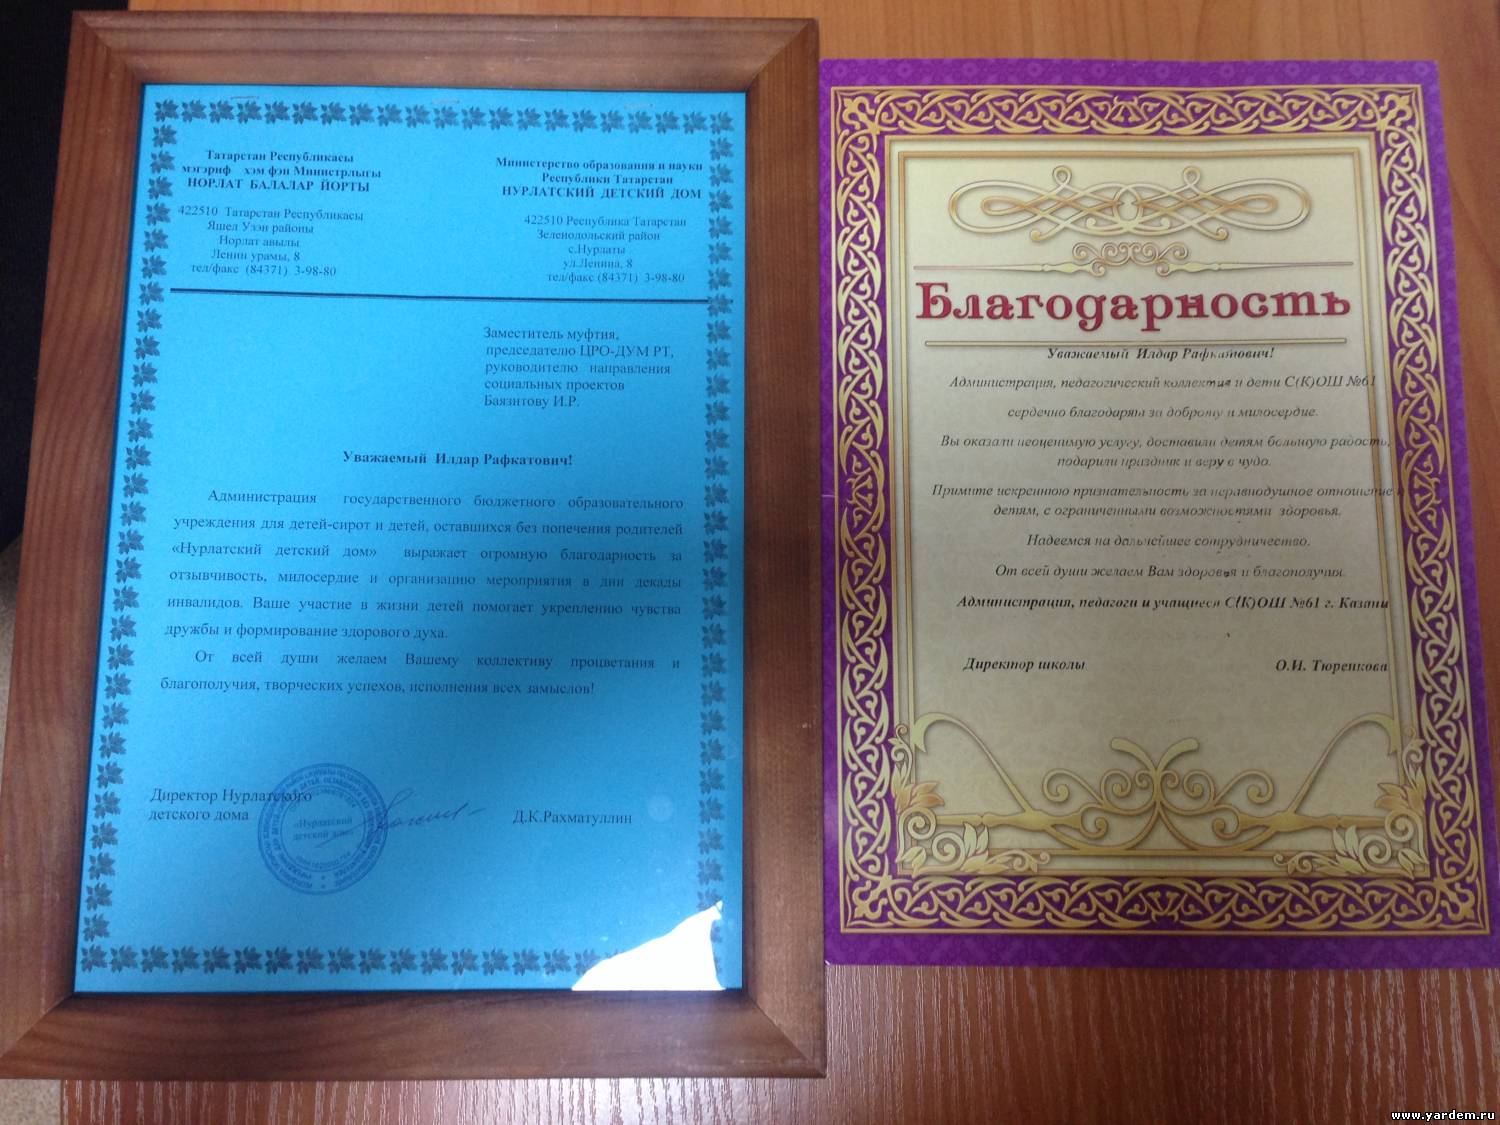 Татарстан Республикасы
мәгариф хэм фэн Министрлыгы
НОРЛАТ БАЛАЛАР ЙОРТЫ
422510 Татарстан Республикасы
Яшел Узэн районы
Норлат авылы
Ленин урамы, 8
тел/факс (84371) 3-98-80
Министерство образования и науки
Республики Татарстан
НУРЛАТСКИЙ ДЕТСКИЙ ДОМ
422510 Республика Татарстан
Зеленодольский район
с.Нурлаты
ул.Ленина, 8
тел/факс (84371) 3-98-80
Заместитель муфтия,
председателю ЦРО-ДУМ РТ,
руководителю направления
социальных проектов
Баязитову И.Р.
Уважаемый Илдар Рафкатович!
Администрация государственного бюджетного образовательного
учреждения для детей-сирот и детей, оставшихся без попечения родителей
«Нурлатский детский дом» выражает огромную благодарность за
отзывчивость, милосердие и организацию мероприятия в дни декады
инвалидов. Ваше участие в жизни детей помогает укреплению чувства
дружбы и формирование здорового духа.
От всей души желаем Вашему коллективу процветания и
благополучия, творческих успехов, исполнения всех замыслов!
Директор Нурлатского
детского дома
Д.К.Рахматуллин
«Нурлатский
детский дом»
Благодарность
Уважаемый Илдар Рафкатович!
Администрация, педагогический коллектив и дети С(К)ОШ №61
сердечно благодарят за доброту и милосердие.
Вы оказали неоценимую услугу, доставили детям большую радость,
подарили праздник и веру в чудо.
Примите искреннюю признательность за неравнодушное отношение к
детям, с ограниченными возможностями здоровья.
Надеемся на дальнейшее сотрудничество.
От всей души желаем Вам здоровья и благополучия.
Администрация, педагоги и учащиеся С(К)ОШ №61 г. Казани
Директор школы
О.И. Тюренкова
www.yardem.ru